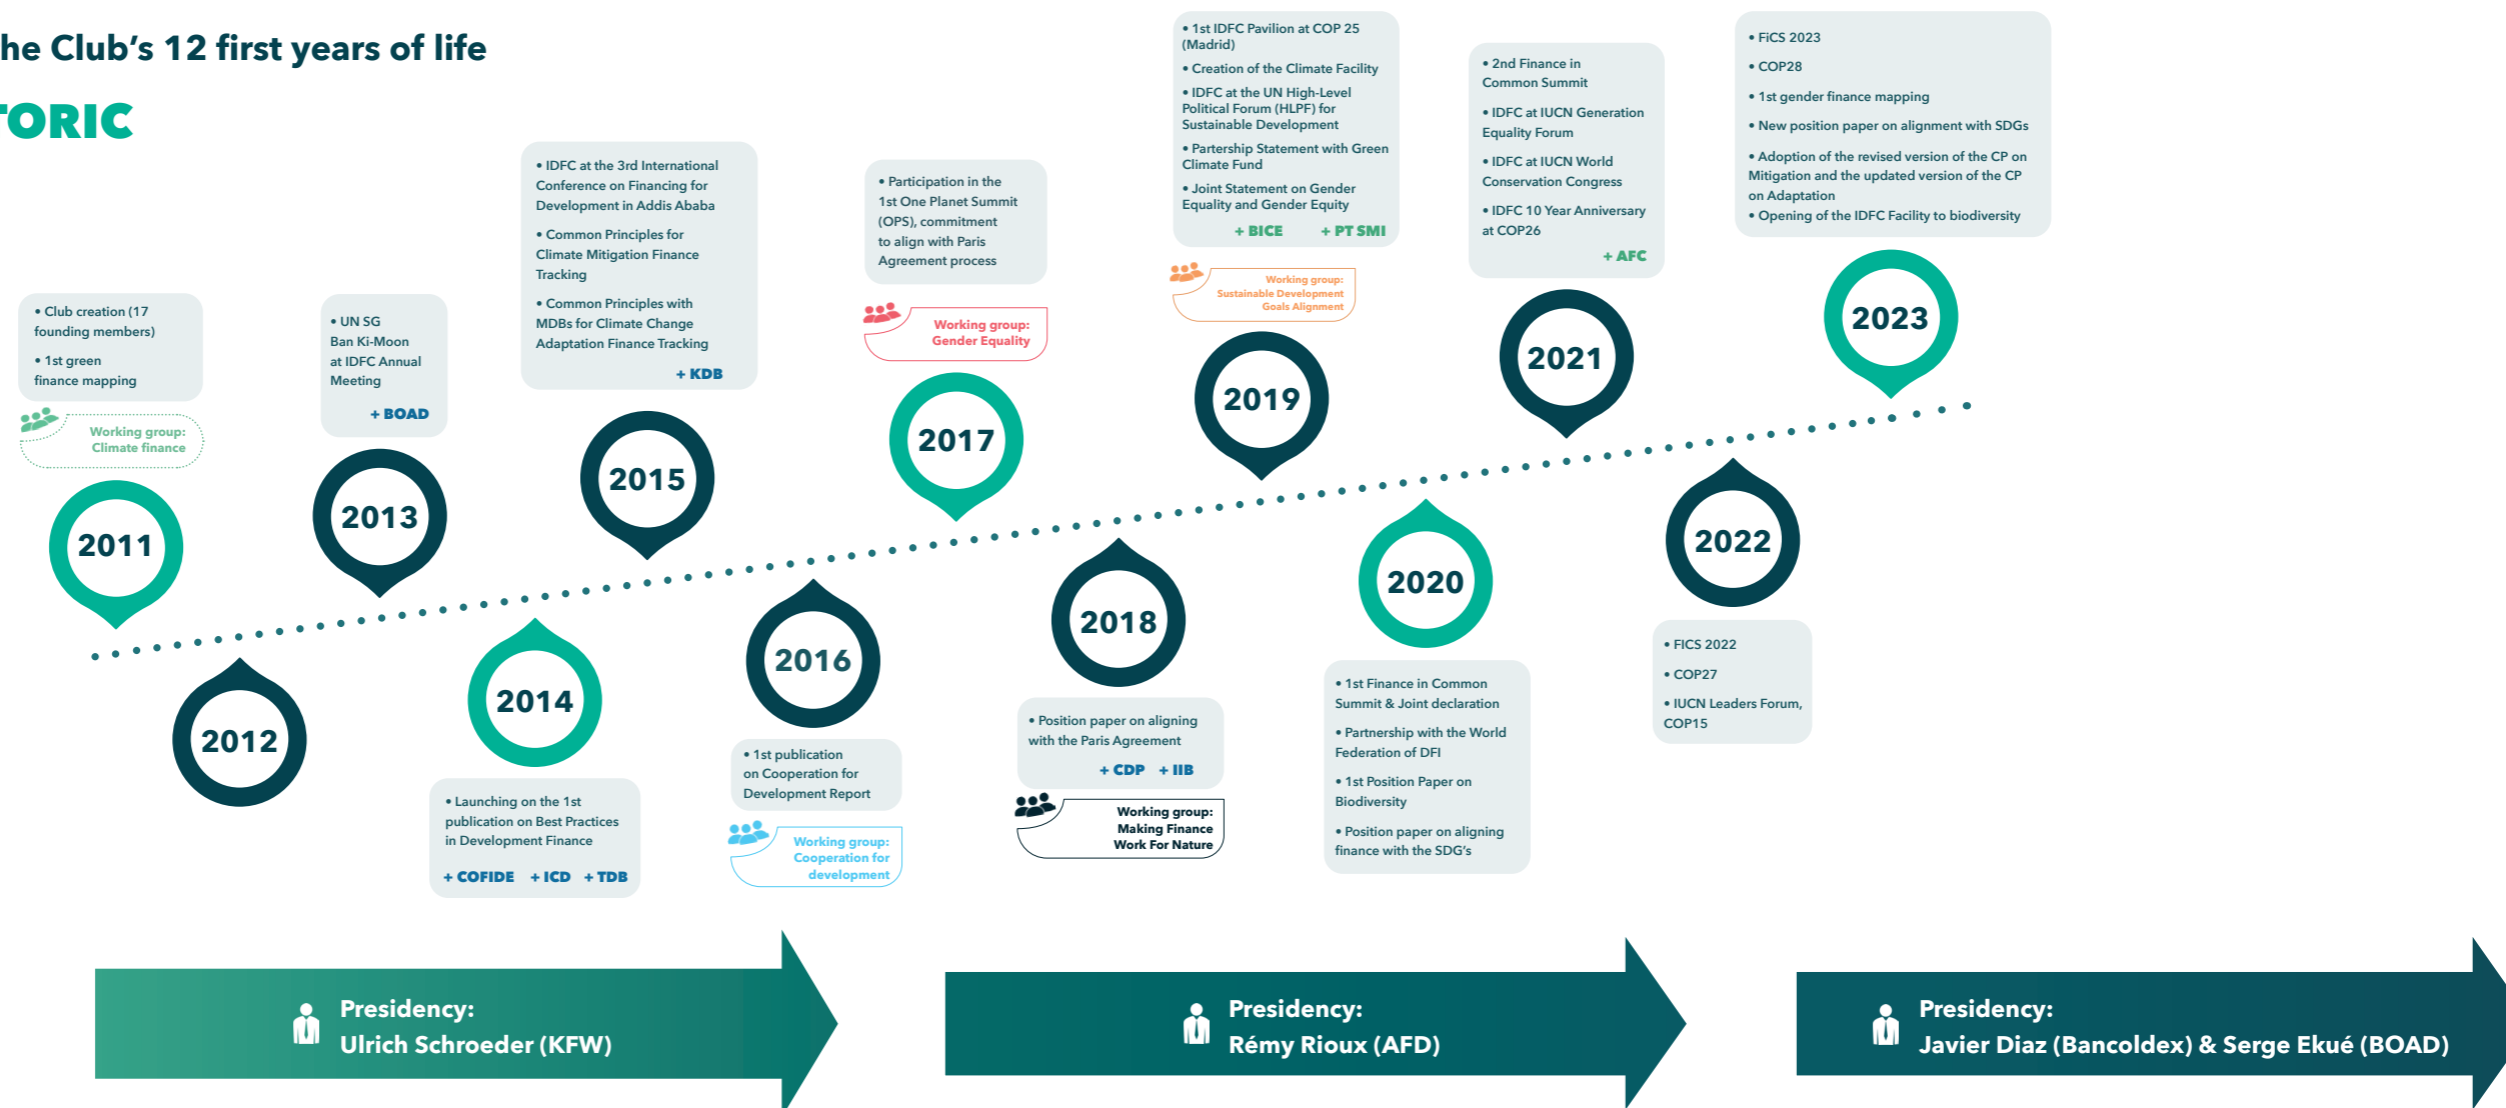 he Club's 12 first years of life
TORIC
• Club creation (17
founding members)
• 1st green
finance mapping
Working group:
Climate finance
2011
2012
• UN SG
Ban Ki-Moon
at IDFC Annual
Meeting
+ BOAD
2013
2014
• Launching on the 1st
publication on Best Practices
in Development Finance
+ COFIDE + ICD + TDB
• IDFC at the 3rd International
Conference on Financing for
Development in Addis Ababa
• Common Principles for
Climate Mitigation Finance
Tracking
• Common Principles with
MDBs for Climate Change
Adaptation Finance Tracking
+ KDB
2015
2016
• 1st publication
on Cooperation for
Development Report
Working group:
Cooperation for
development
• Participation in the
1st One Planet Summit
(OPS), commitment
to align with Paris
Agreement process
Working group:
Gender Equality
2017
2018
• Position paper on aligning
with the Paris Agreement
+ CDP + IIB
Working group:
Making Finance
Work For Nature
• 1st IDFC Pavilion at COP 25
(Madrid)
• Creation of the Climate Facility
• IDFC at the UN High-Level
Political Forum (HLPF) for
Sustainable Development
• Partership Statement with Green
Climate Fund
• Joint Statement on Gender
Equality and Gender Equity
+ BICE + PT SMI
Working group:
Sustainable Development
Goals Alignment
2019
2020
• 1st Finance in Common
Summit & Joint declaration
• Partnership with the World
Federation of DFI
• 1st Position Paper on
Biodiversity
• Position paper on aligning
finance with the SDG's
• 2nd Finance in
Common Summit
• IDFC at IUCN Generation
Equality Forum
• IDFC at IUCN World
Conservation Congress
• IDFC 10 Year Anniversary
at COP26
+ AFC
2021
2022
• FICS 2022
• COP27
• IUCN Leaders Forum,
COP15
• FiCS 2023
• COP28
• 1st gender finance mapping
• New position paper on alignment with SDGs
• Adoption of the revised version of the CP on
Mitigation and the updated version of the CP
on Adaptation
• Opening of the IDFC Facility to biodiversity
2023
Presidency:
Ulrich Schroeder (KFW)
Presidency:
Rémy Rioux (AFD)
Presidency:
Javier Diaz (Bancoldex) & Serge Ekué (BOAD)